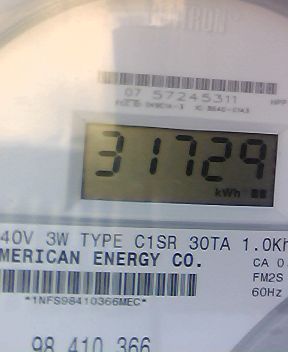 07 57245311
31729
kWh
40V 3W TYPE C1SR 30TA 1.0Kh
MERICAN ENERGY CO.
CA 0.
FM2S
60Hz
*1NFS98410366MEC*
98 410 366